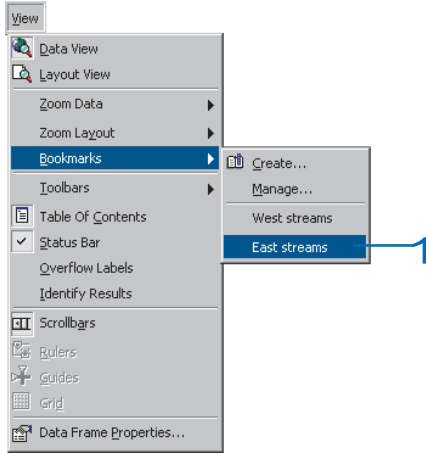 View
Data View
Layout View
Zoom Data
Zoom Layout
Bookmarks
Create...
Manage...
West streams
East streams
1
Toolbars
Table Of Contents
Status Bar
Overflow Labels
Identify Results
Scrollbars
Rulers
Guides
Grid
Data Frame Properties...